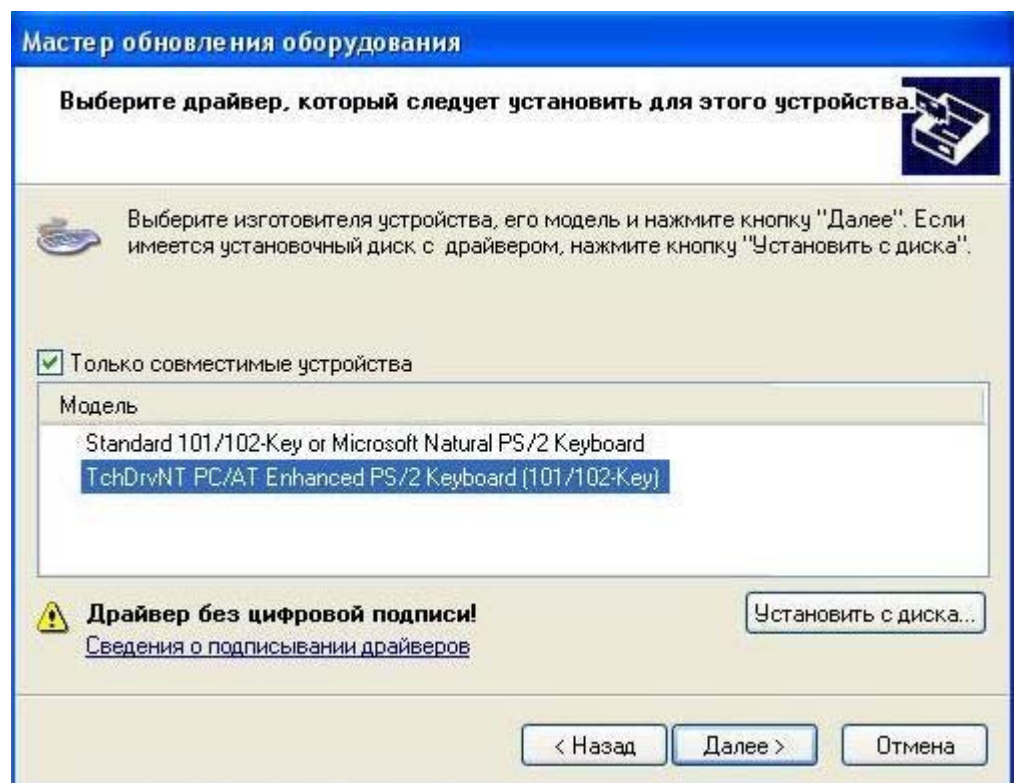 Мастер обновления оборудования
Выберите драйвер, который следует установить для этого устройства.
Выберите изготовителя устройства, его модель и нажмите кнопку "Далее". Если
имеется установочный диск с драйвером, нажмите кнопку "Установить с диска".
Только совместимые устройства
Модель
Standard 101/102-Key or Microsoft Natural PS/2 Keyboard
TchDrvNT PC/AT Enhanced PS/2 Keyboard (101/102-Key)
Драйвер без цифровой подписи!
Установить с диска...
Сведения о подписывании драйверов
< Назад
Далее >
Отмена